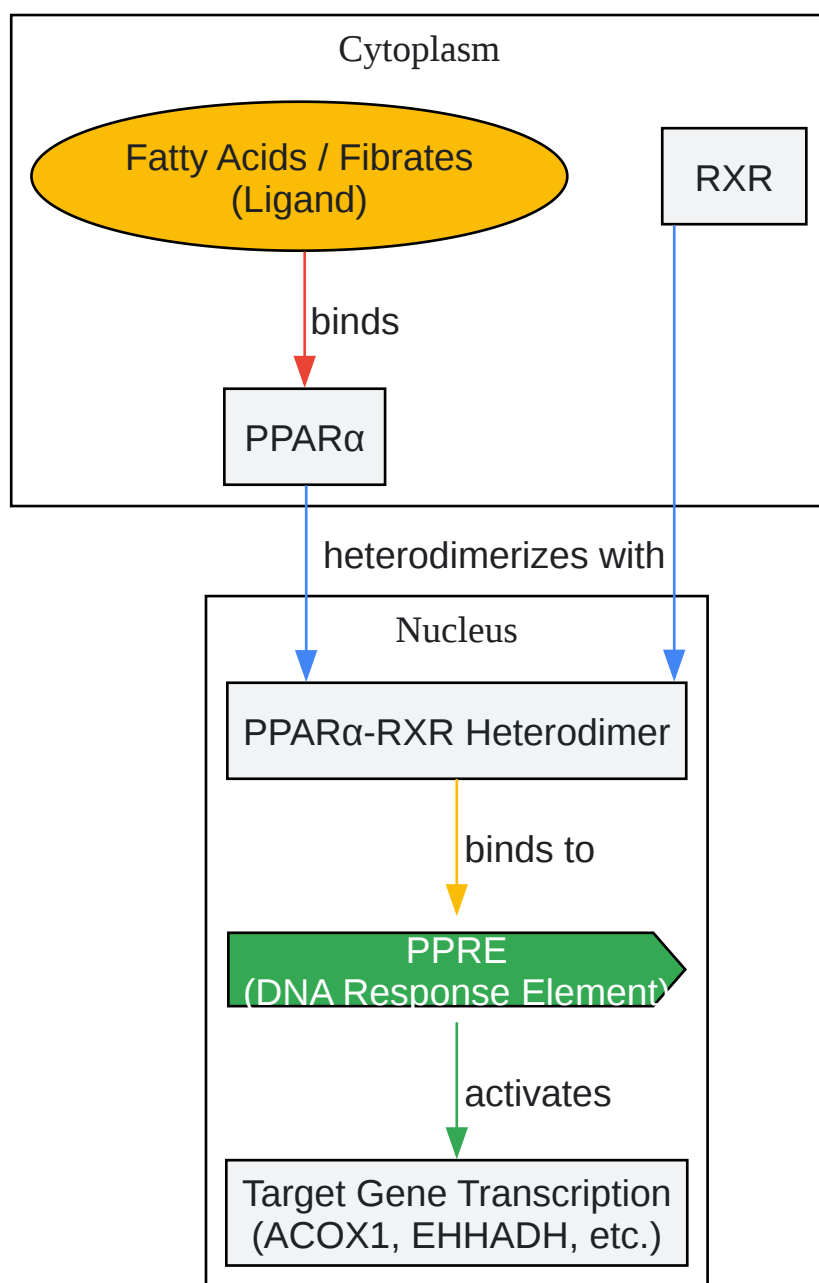 Cytoplasm
Fatty Acids / Fibrates
(Ligand)
RXR
binds
PPARα
heterodimerizes with
Nucleus
PPARα-RXR Heterodimer
binds to
PPRE
(DNA Response Element)
activates
Target Gene Transcription
(ACOX1, EHHADH, etc.)